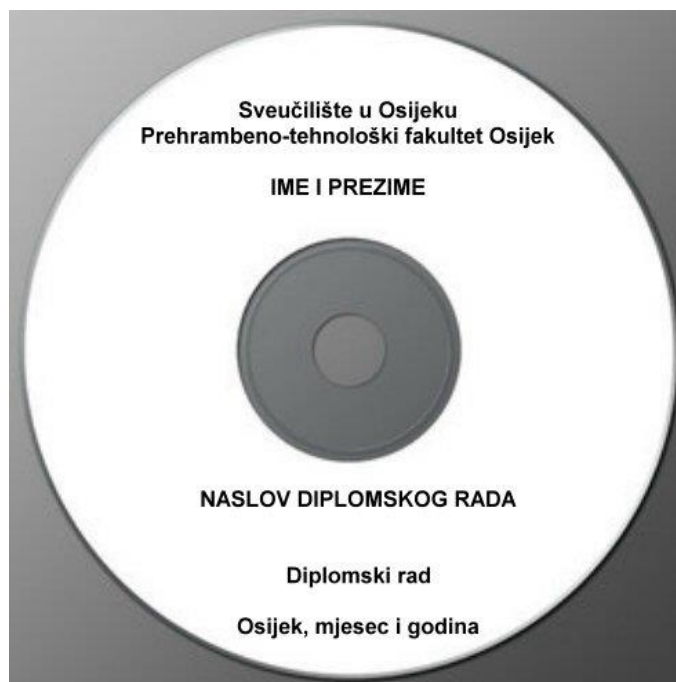 Sveučilište u Osijeku
Prehrambeno-tehnološki fakultet Osijek
IME I PREZIME
NASLOV DIPLOMSKOG RADA
Diplomski rad
Osijek, mjesec i godina